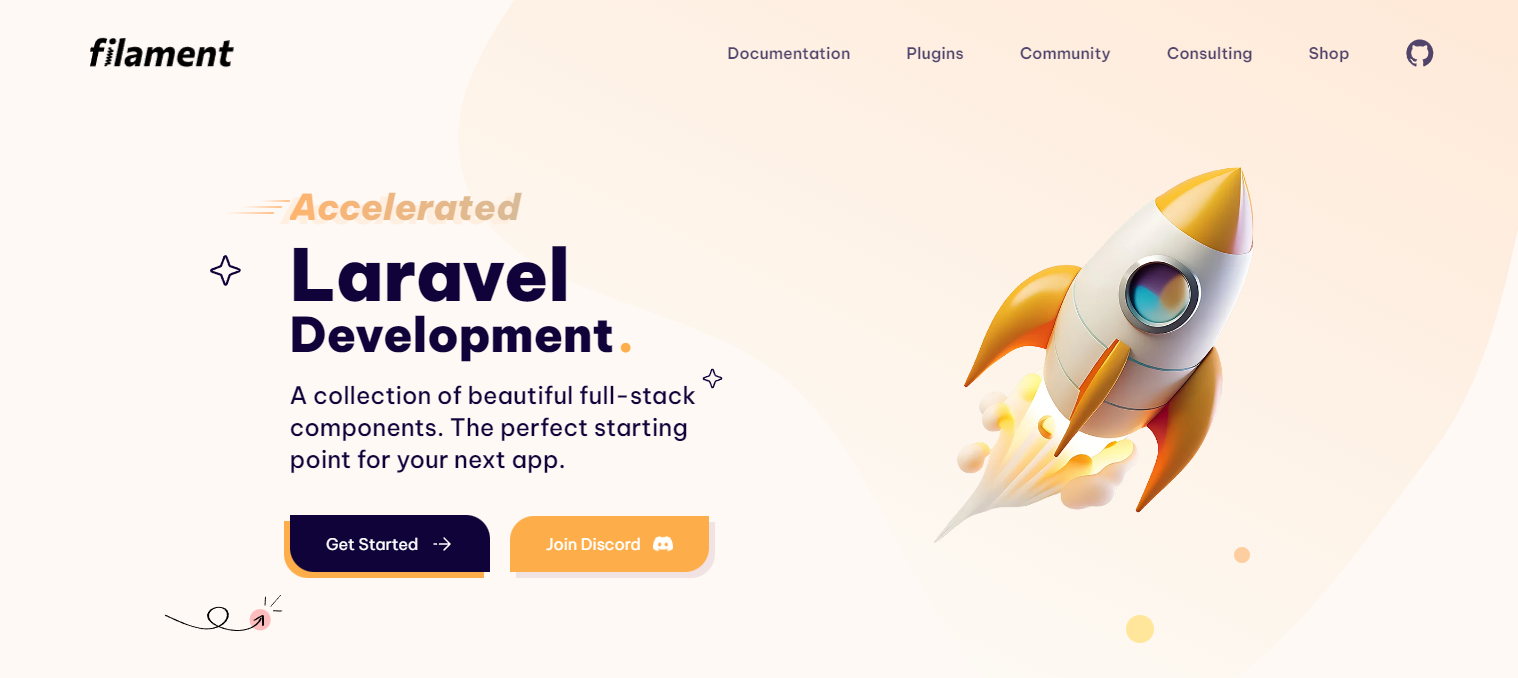 filament
Documentation
Plugins
Community
Consulting
Shop
Accelerated
Laravel
Development.
A collection of beautiful full-stack
components. The perfect starting
point for your next app.
Get Started
Join Discord